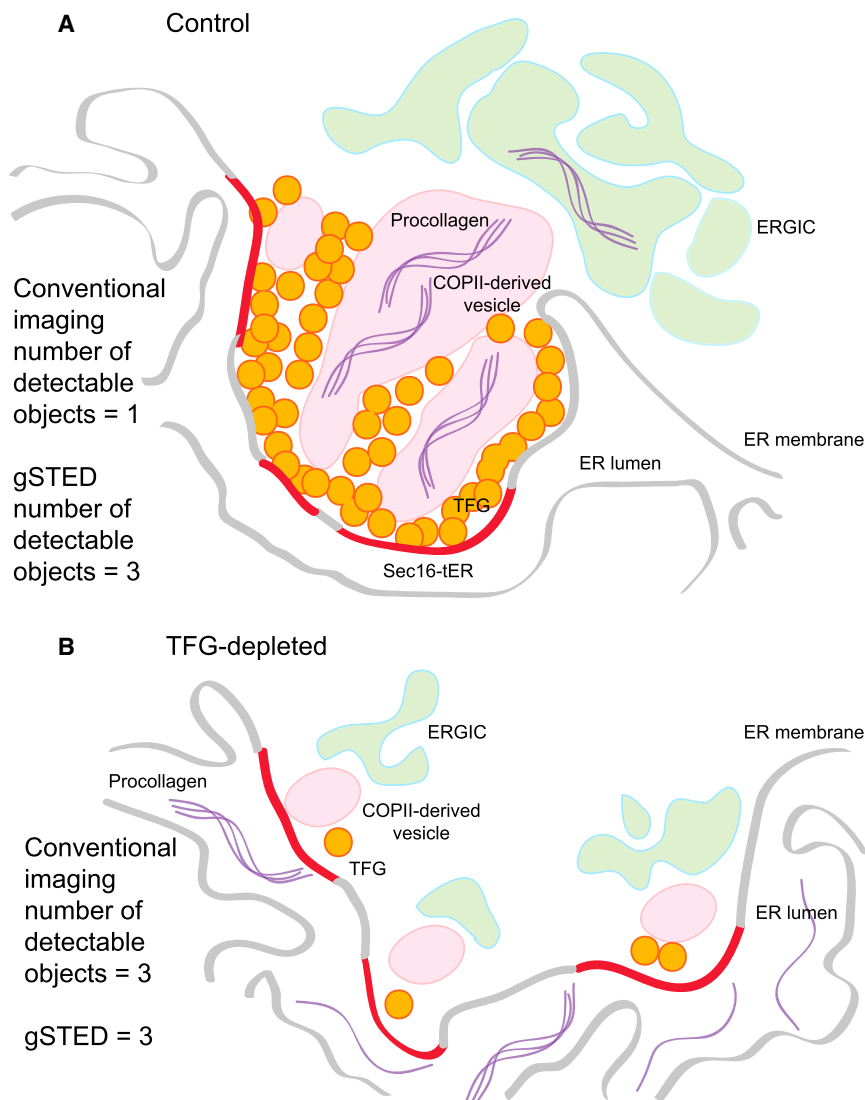 A
Control
Procollagen
ERGIC
COPII-derived
vesicle
Conventional
imaging
number of
detectable
objects = 1
ER membrane
ER lumen
gSTED
number of
detectable
objects = 3
TFG
Sec16-tER
B
TFG-depleted
ERGIC
ER membrane
Procollagen
COPII-derived
vesicle
TFG
Conventional
imaging
number of
detectable
objects = 3
ER lumen
gSTED = 3